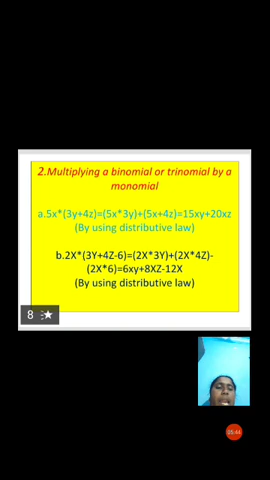 2.Multiplying a binomial or trinomial by a
monomial
a.5x*(3y+4z)=(5x*3y)+(5x+4z)=15xy+20xz
(By using distributive law)
b.2X*(3Y+4Z-6)=(2X*3Y)+(2X*4Z)-
(2X*6)=6xy+8XZ-12X
(By using distributive law)
8
05:44